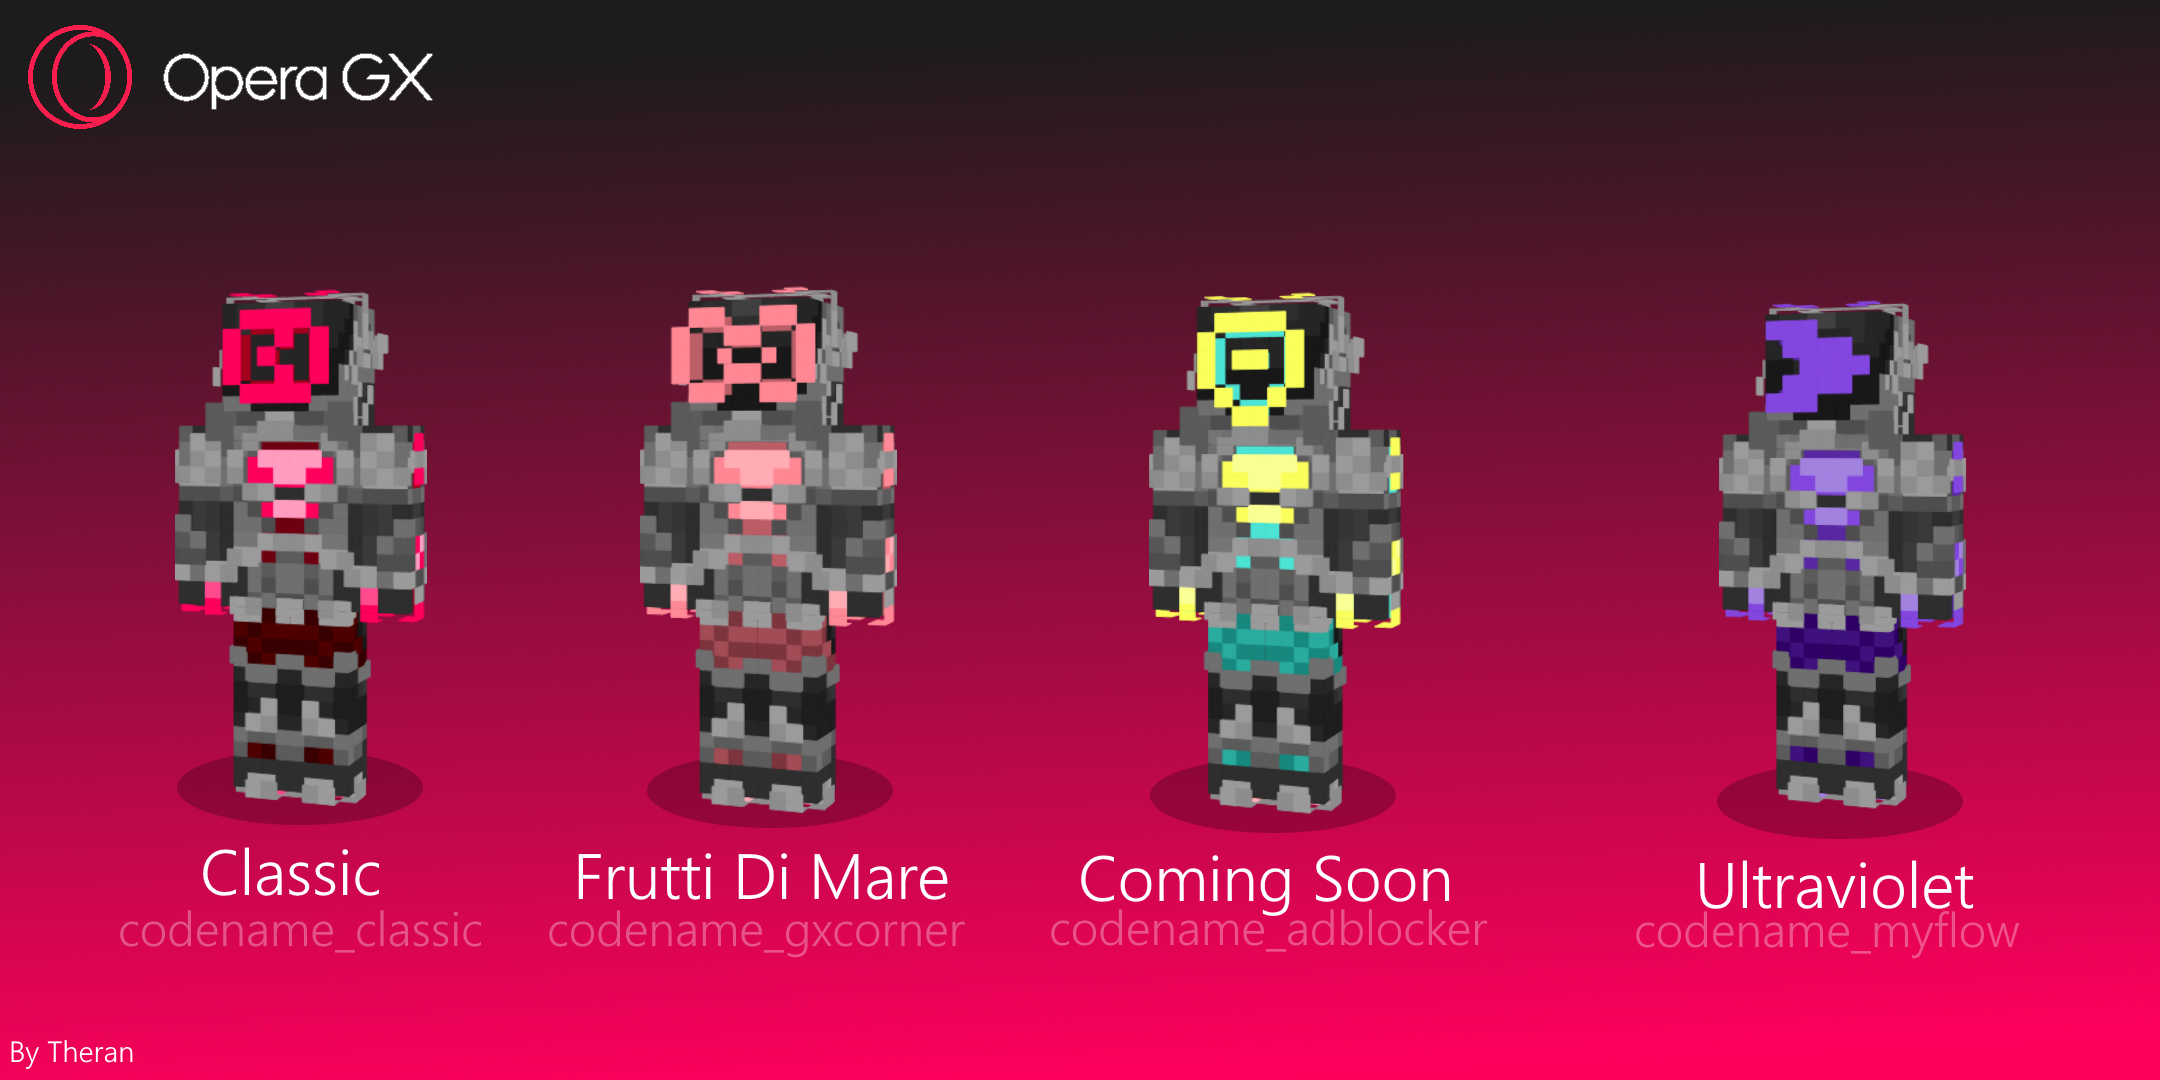 Opera GX
Classic
codename_classic
Frutti Di Mare
codename_gxcorner
Coming Soon
codename_adblocker
Ultraviolet
codename_myflow
By Theran